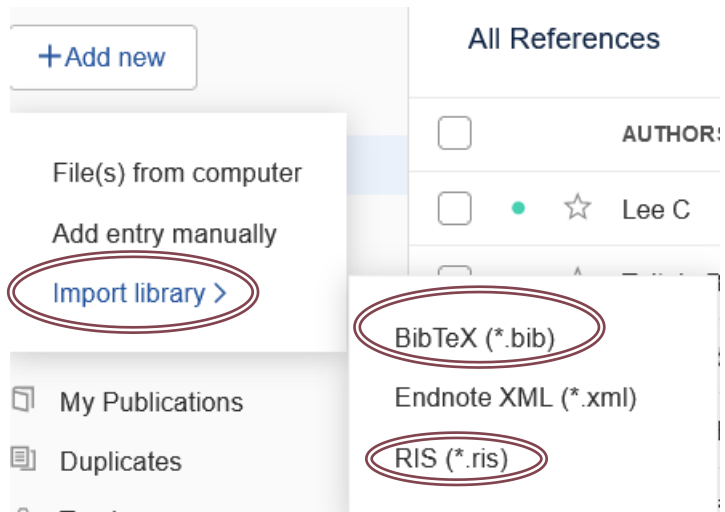 +Add new
File(s) from computer
Add entry manually
Import library >
My Publications
Duplicates
All References
AUTHORS
Lee C
BibTeX (*.bib)
Endnote XML (*.xml)
RIS (*.ris)